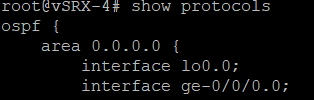 root@vSRX-4# show protocols
ospf {
    area 0.0.0.0 {
        interface lo0.0;
        interface ge-0/0/0.0;